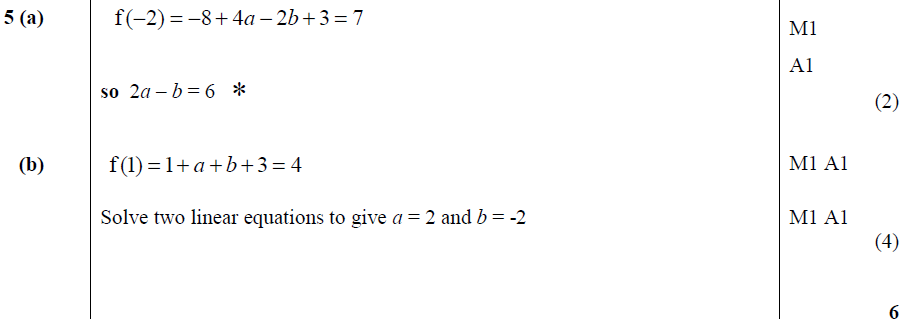 5 (a) f(−2) = −8 + 4a − 2b + 3 = 7 M1
A1
so 2a − b = 6 *
(2)
(b) f(1) = 1 + a + b + 3 = 4 M1 A1
Solve two linear equations to give a = 2 and b = -2 M1 A1
(4)
6